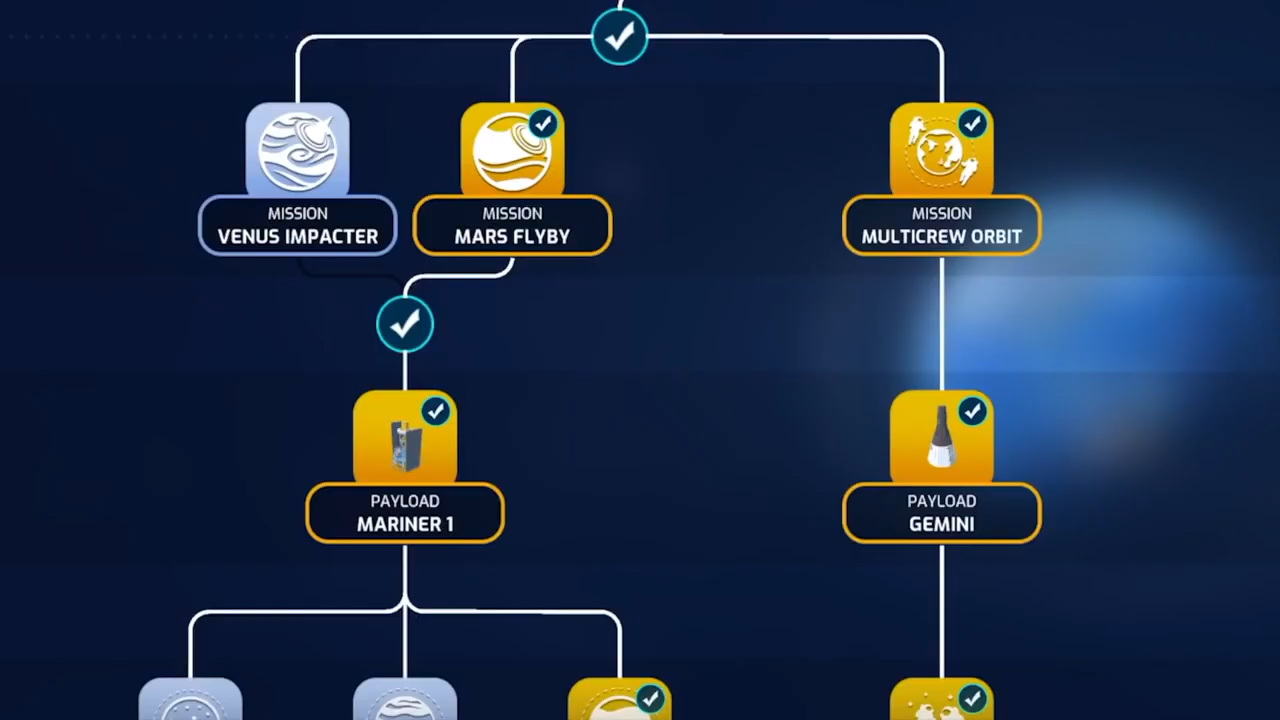 MISSION
VENUS IMPACTER
MISSION
MARS FLYBY
MISSION
MULTICREW ORBIT
PAYLOAD
MARINER 1
PAYLOAD
GEMINI